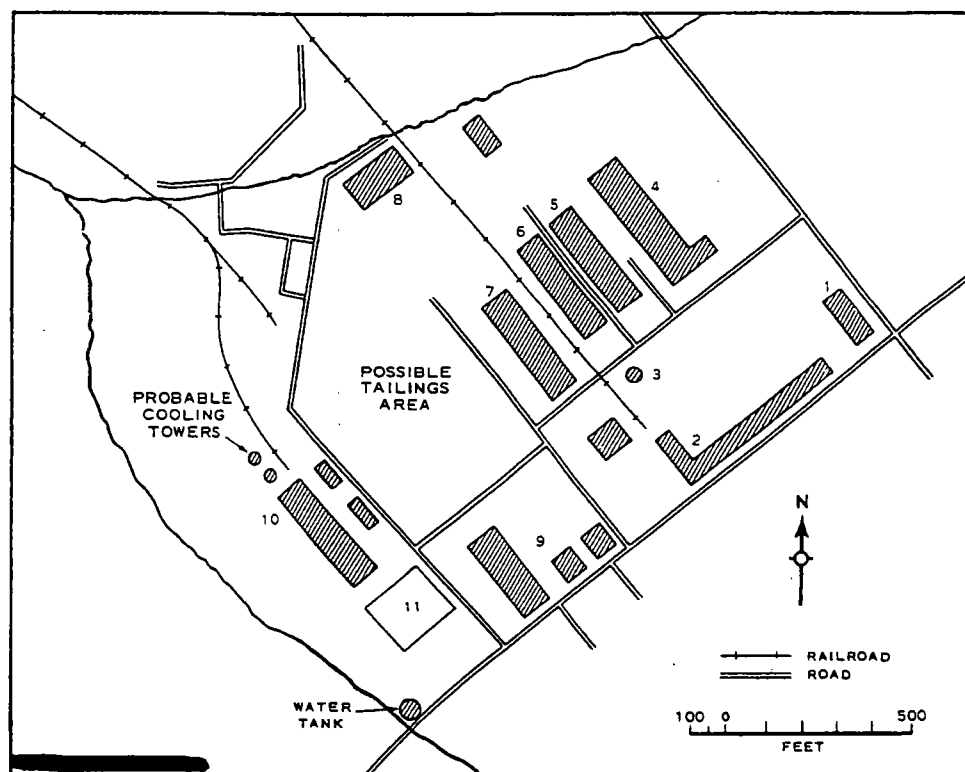 4
5
8
6
1
7
POSSIBLE
TAILINGS
AREA
3
PROBABLE
COOLING
TOWERS
2
N
10
9
11
RAILROAD
ROAD
WATER
TANK
100 0 500
FEET